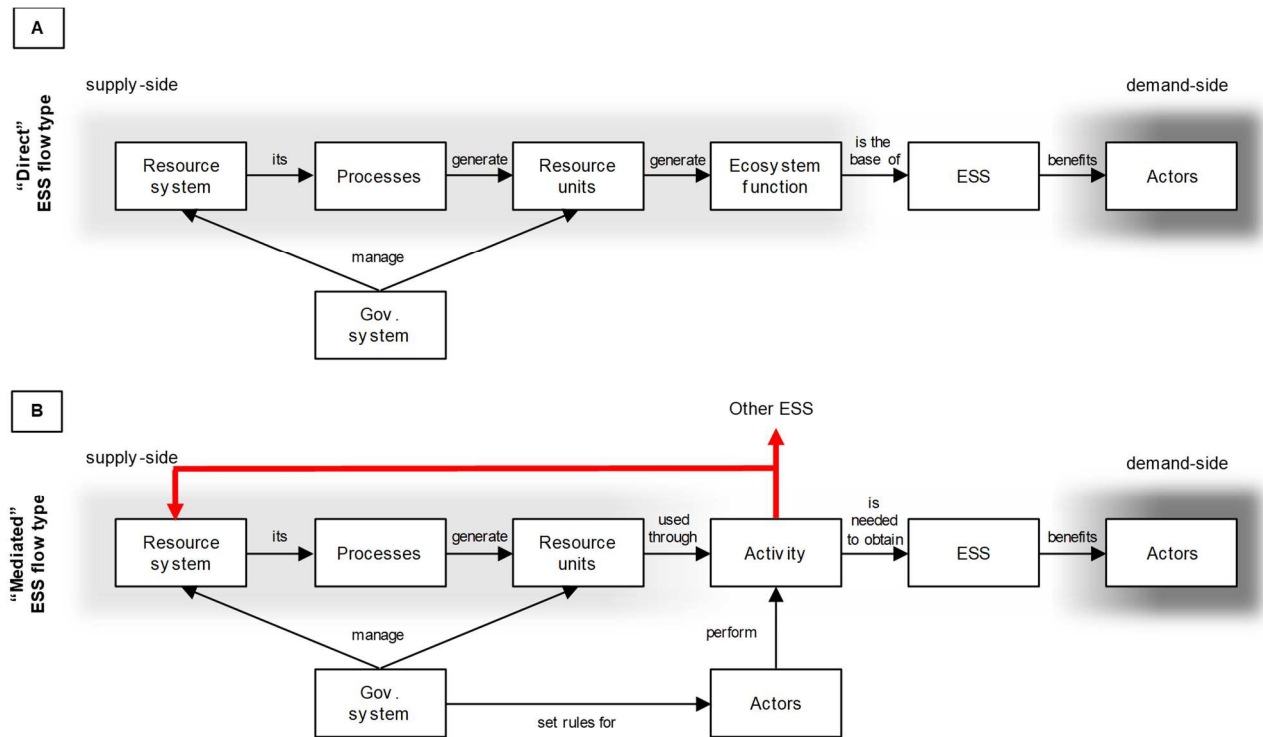 A
"Direct"
ESS flow type
supply-side
demand-side
Resource
system
its
Processes
generate
Resource
units
generate
Ecosystem
function
is the
base of
ESS
benefits
Actors
manage
Gov.
system
B
"Mediated"
ESS flow type
Other ESS
supply-side
demand-side
Resource
system
its
Processes
generate
Resource
units
used
through
Activity
is
needed
to obtain
ESS
benefits
Actors
manage
perform
Gov.
system
set rules for
Actors